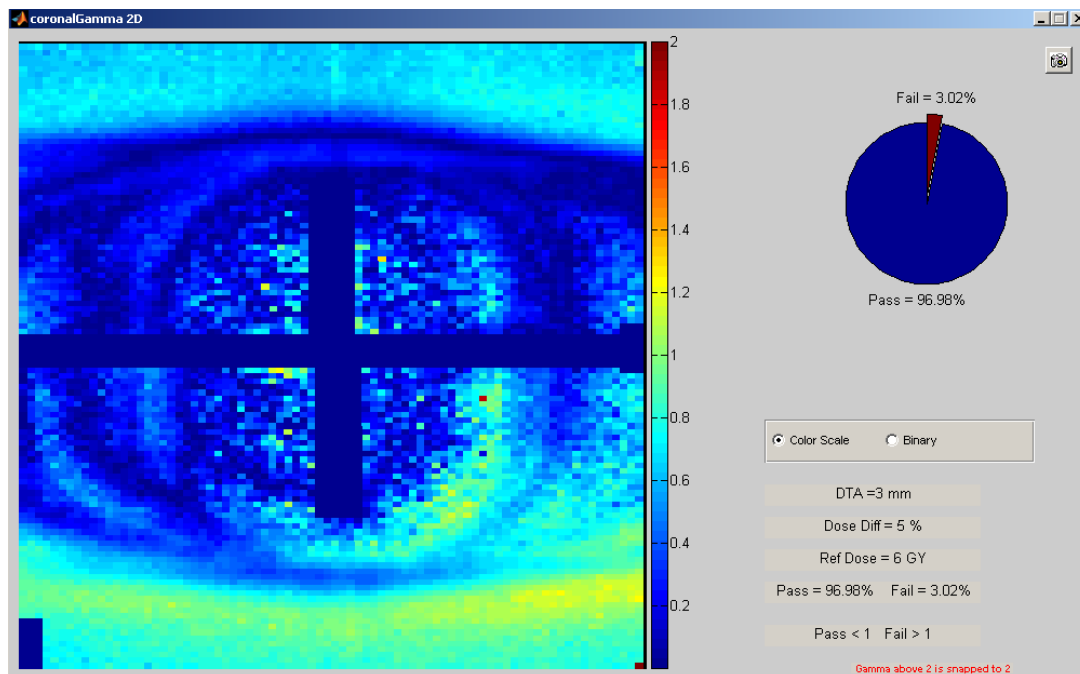 coronalGamma 2D
2
1.8
1.6
1.4
1.2
1
0.8
0.6
0.4
0.2
Fail = 3.02%
Pass = 96.98%
Color Scale Binary
DTA =3 mm
Dose Diff = 5 %
Ref Dose = 6 GY
Pass = 96.98% Fail = 3.02%
Pass < 1 Fail > 1
Gamma above 2 is snapped to 2